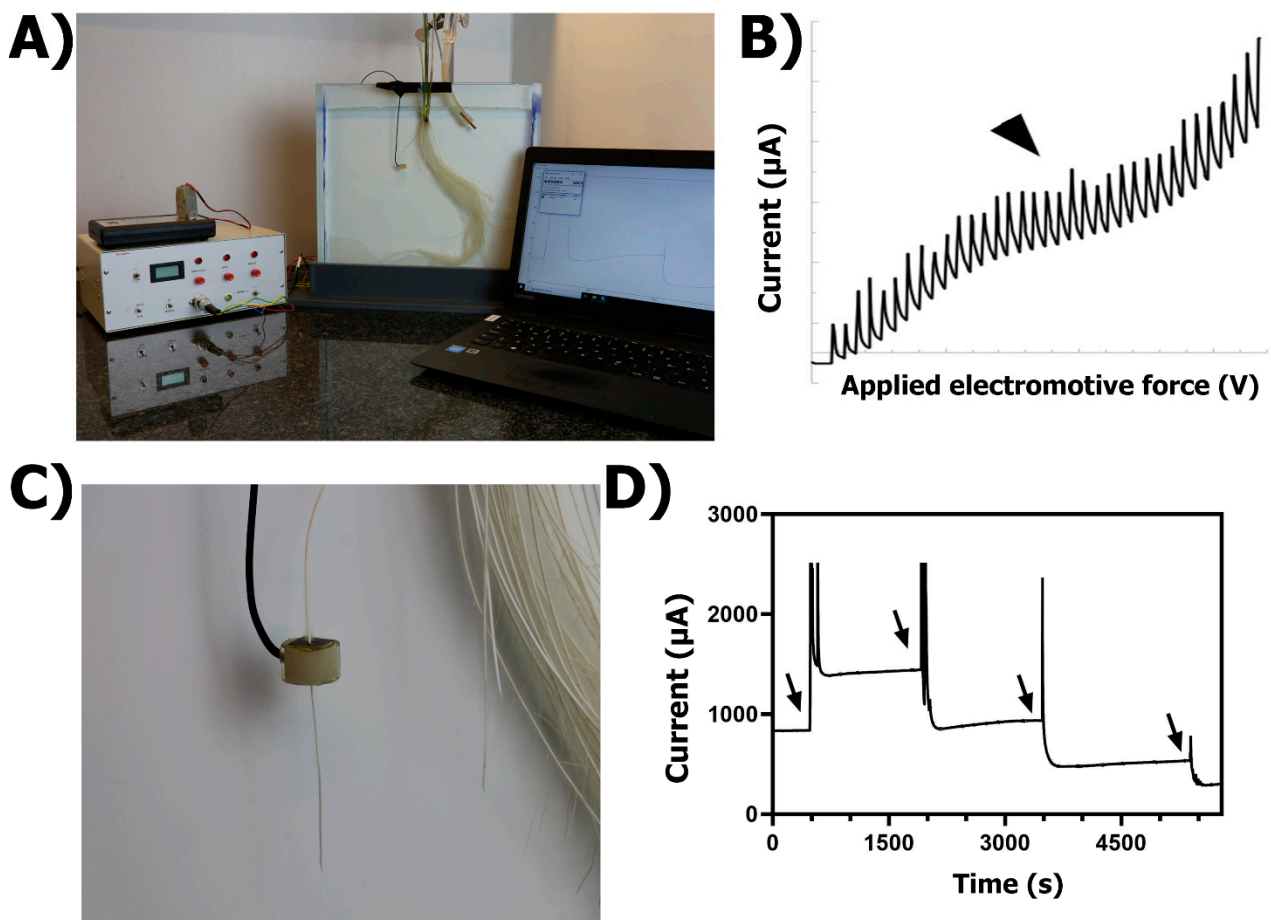 A)
B)
Current (µA)
Applied electromotive force (V)
C)
D)
3000
2000
1000
0
Current (µA)
0
1500
3000
4500
Time (s)